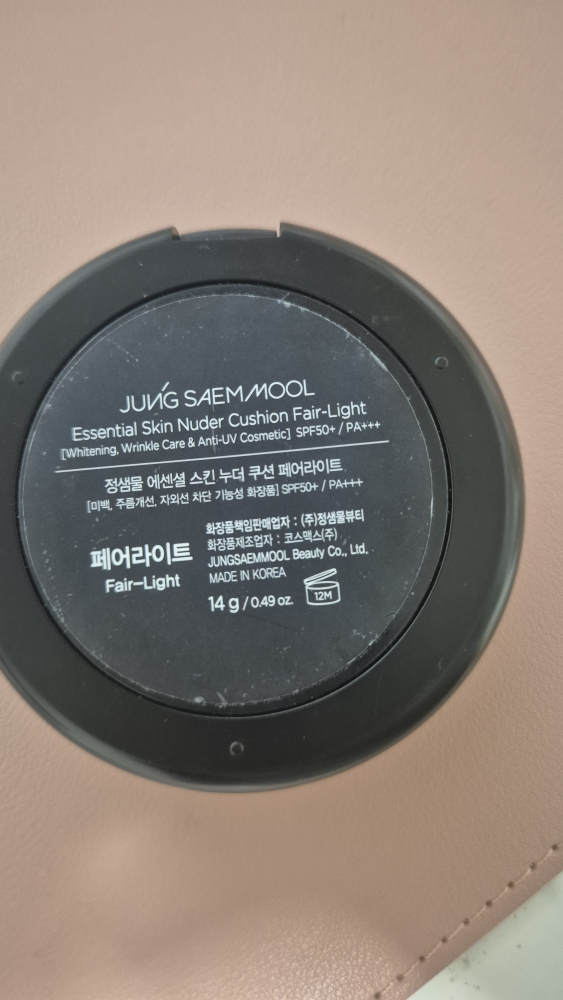 JUNG SAEMMOOL
Essential Skin Nuder Cushion Fair-Light
[Whitening, Wrinkle Care & Anti-UV Cosmetic] SPF50+ / PA+++
정샘물 에센셜 스킨 누더 쿠션 페어라이트
[미백, 주름개선, 자외선 차단 기능성 화장품] SPF50+ / PA+++
페어라이트
Fair-Light
화장품책임판매업자 : (주)정샘물뷰티
화장품제조업자 : 코스맥스(주)
JUNGSAEMMOOL Beauty Co., Ltd.
MADE IN KOREA
14 g / 0.49 oz.
12M